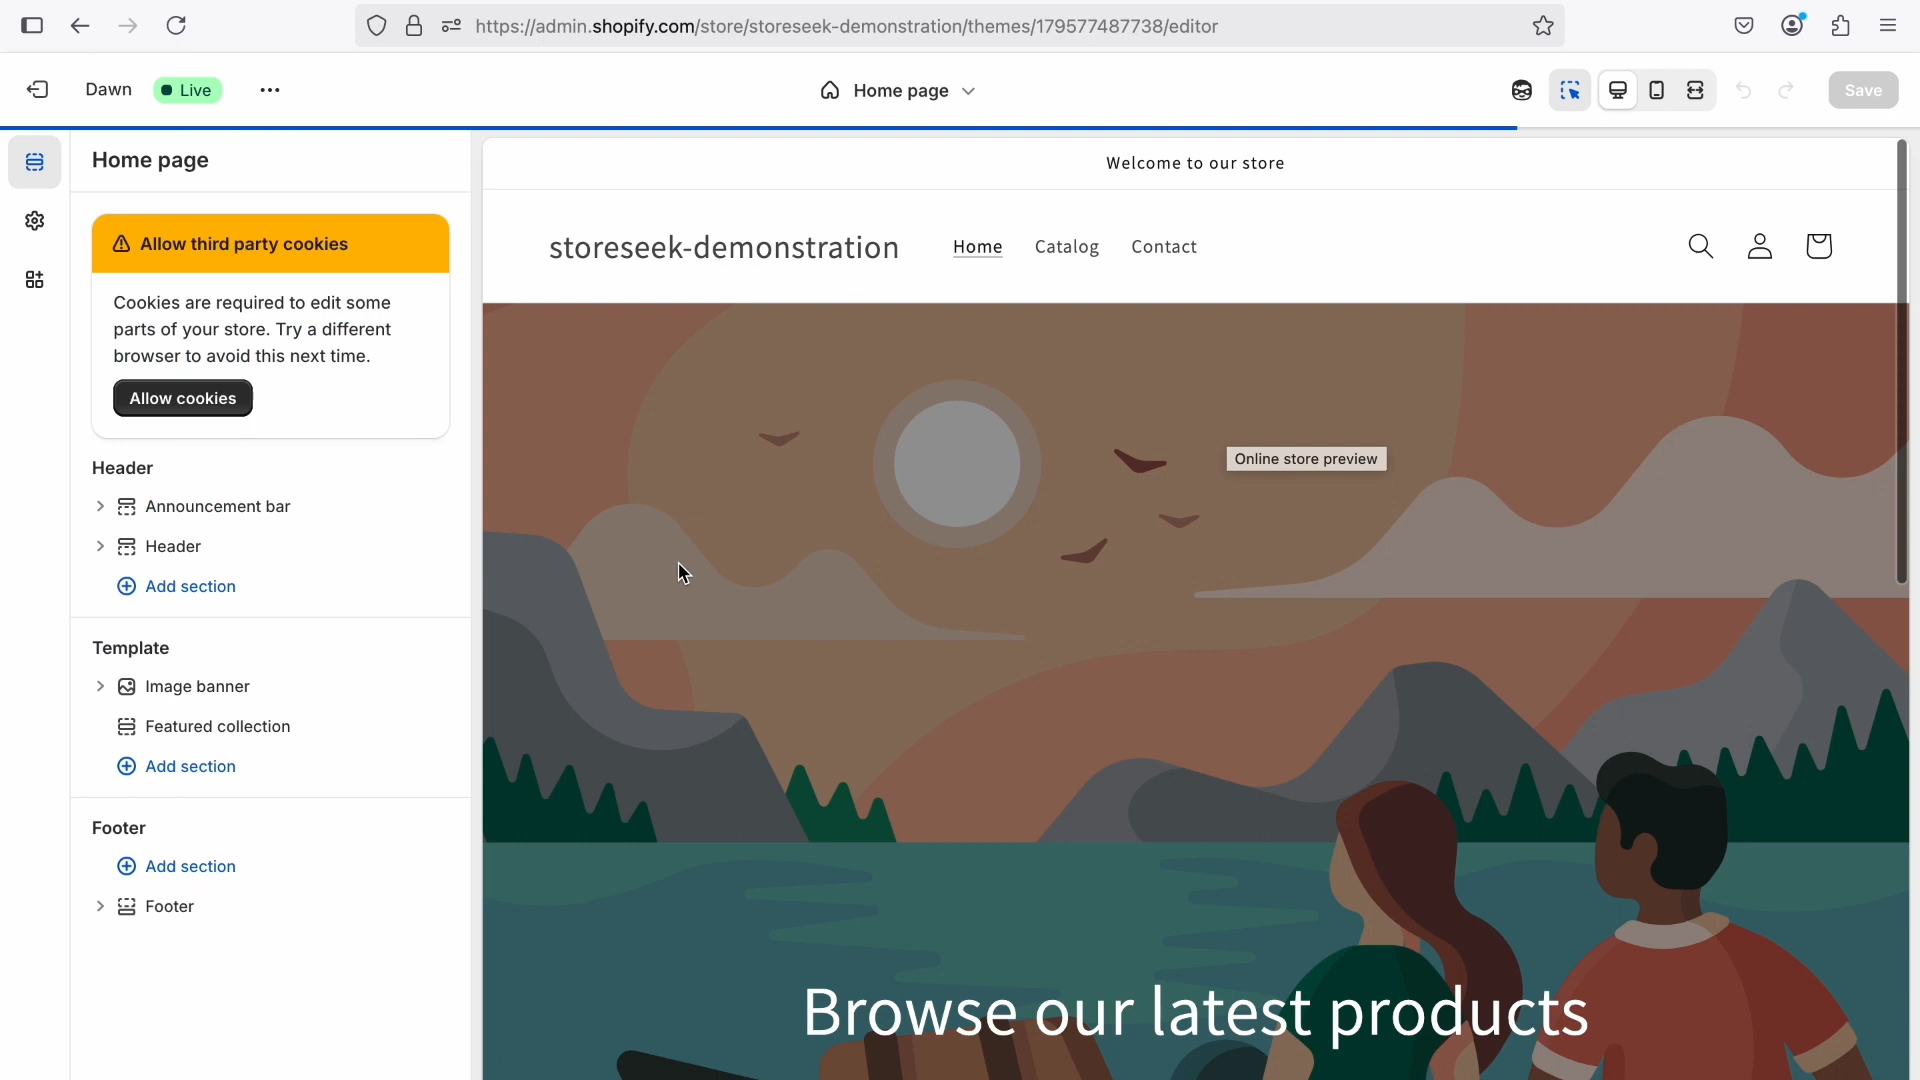 https://admin.shopify.com/store/storeseek-demonstration/themes/179577487738/editor
Dawn
Live
Home page
Save
Home page
Allow third party cookies
Cookies are required to edit some
parts of your store. Try a different
browser to avoid this next time.
Allow cookies
Header
Announcement bar
Header
Add section
Template
Image banner
Featured collection
Add section
Footer
Add section
Footer
Welcome to our store
storeseek-demonstration
Home
Catalog
Contact
Online store preview
Browse our latest products